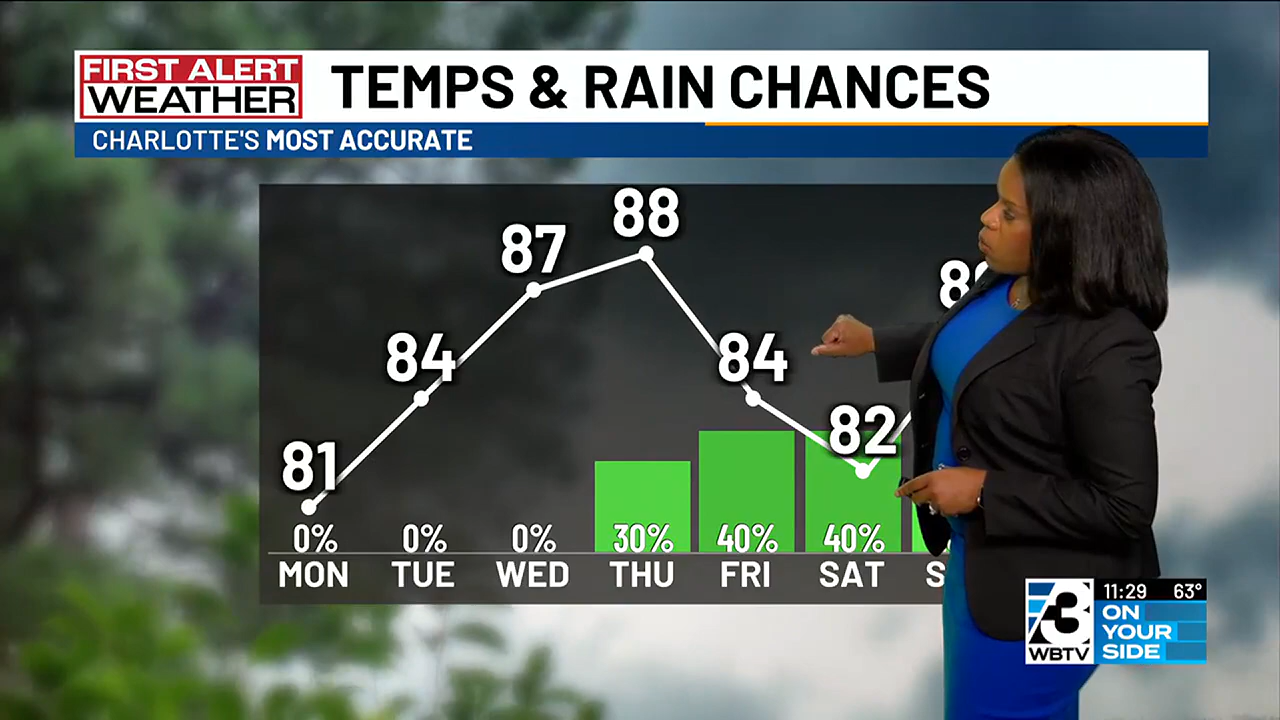 FIRST ALERT
WEATHER
TEMPS & RAIN CHANCES
CHARLOTTE'S MOST ACCURATE
88
87
84
84
82
81
0% 0% 0% 30% 40% 40%
MON TUE WED THU FRI SAT
3
WBTV
11:29 63°
ON
YOUR
SIDE